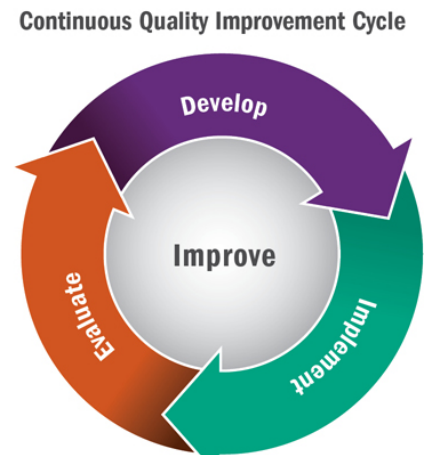 Continuous Quality Improvement Cycle
Develop
Improve
Implement
Evaluate